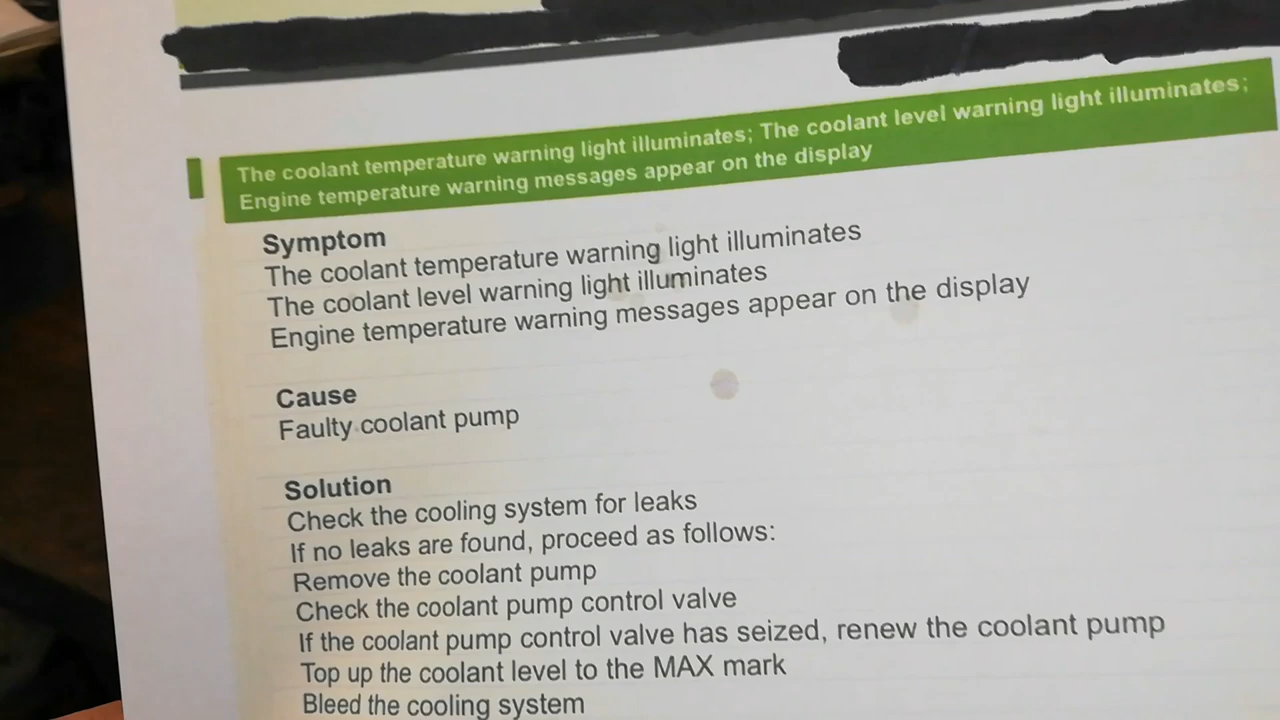 The coolant temperature warning light illuminates; The coolant level warning light illuminates;
Engine temperature warning messages appear on the display
Symptom
The coolant temperature warning light illuminates
The coolant level warning light illuminates
Engine temperature warning messages appear on the display
Cause
Faulty coolant pump
Solution
Check the cooling system for leaks
If no leaks are found, proceed as follows:
Remove the coolant pump
Check the coolant pump control valve
If the coolant pump control valve has seized, renew the coolant pump
Top up the coolant level to the MAX mark
Bleed the cooling system